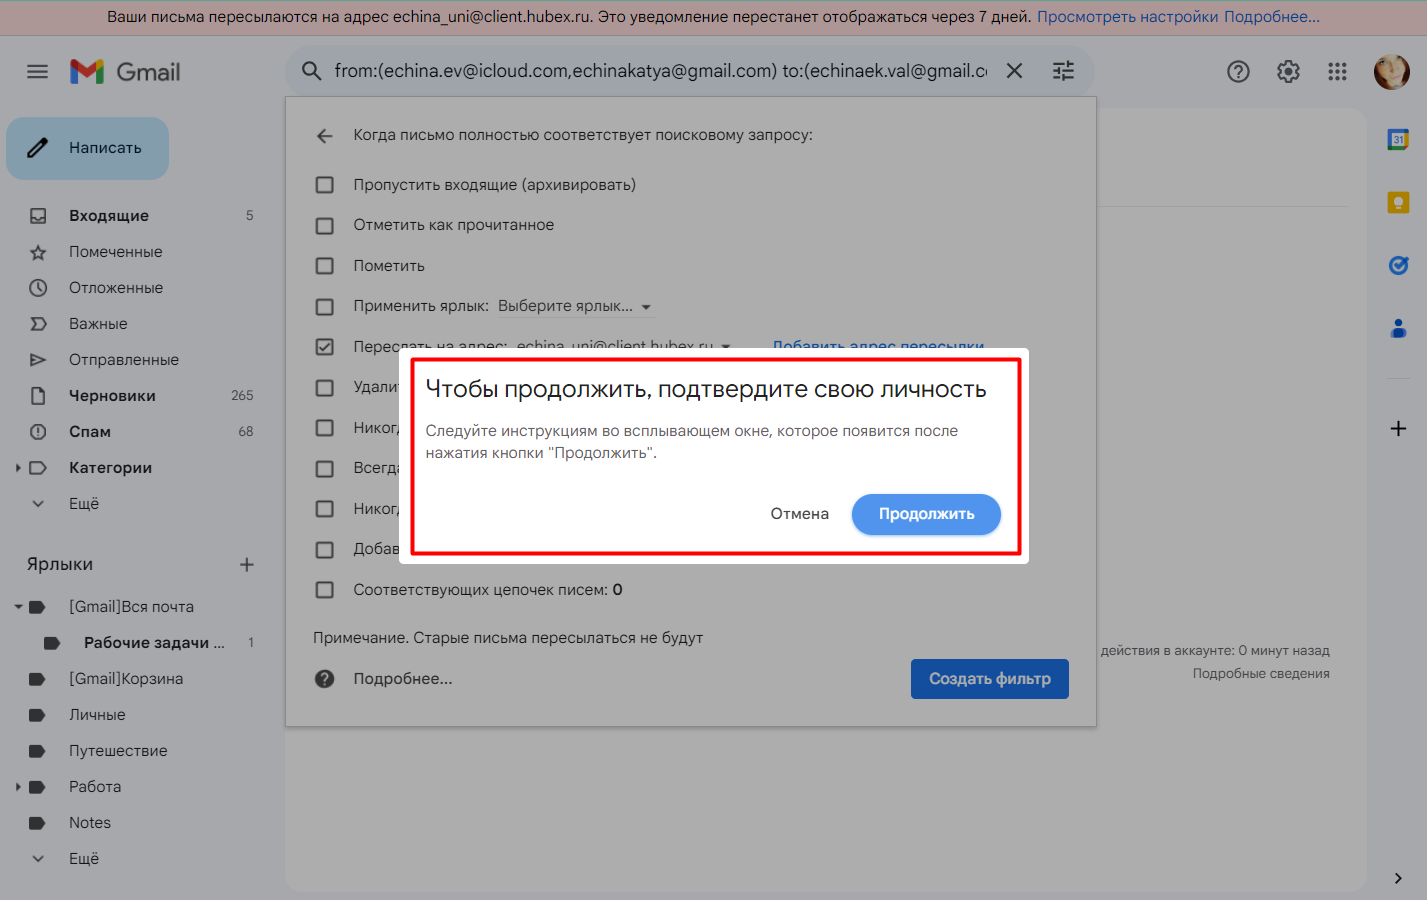 Ваши письма пересылаются на адрес echina_uni@client.hubex.ru. Это уведомление перестанет отображаться через 7 дней. Просмотреть настройки Подробнее...
Gmail
from:(echina.ev@icloud.com,echinakatya@gmail.com) to:(echinaek.val@gmail.c
Написать
Входящие 5
Помеченные
Отложенные
Важные
Отправленные
Черновики 265
Спам 68
Категории
Ещё
Ярлыки
[Gmail]Вся почта
Рабочие задачи ... 1
[Gmail]Корзина
Личные
Путешествие
Работа
Notes
Ещё
Когда письмо полностью соответствует поисковому запросу:
Пропустить входящие (архивировать)
Отметить как прочитанное
Пометить
Применить ярлык: Выберите ярлык...
Переслать на адрес: echina_uni@client.hubex.ru Добавить адрес пересылки
Удали
Никог
Всегда
Никог
Добав
Соответствующих цепочек писем: 0
Примечание. Старые письма пересылаться не будут
Подробнее...
Создать фильтр
Чтобы продолжить, подтвердите свою личность
Следуйте инструкциям во всплывающем окне, которое появится после
нажатия кнопки "Продолжить".
Отмена
Продолжить
действия в аккаунте: 0 минут назад
Подробные сведения
31